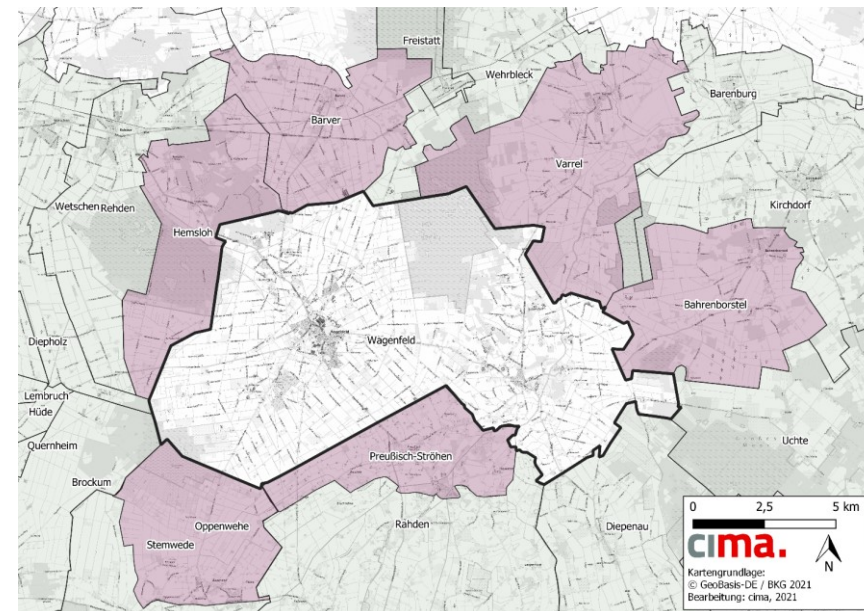 Freistatt
Wehrbleck
Barenburg
Barver
Varrel
Wetschen Rehden
Kirchdorf
Hemsloh
Bahrenborstel
Diepholz
Wagenfeld
Lembruch
Hüde
Quernheim
Uchte
Preußisch-Ströhen
Brockum
Oppenwehe
Rahden
Diepenau
Stemwede
0 2,5 5 km
cima.
N
Kartengrundlage:
© GeoBasis-DE / BKG 2021
Bearbeitung: cima, 2021